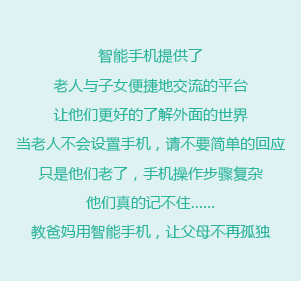 智能手机提供了
老人与子女便捷地交流的平台
让他们更好的了解外面的世界
当老人不会设置手机，请不要简单的回应
只是他们老了，手机操作步骤复杂
他们真的记不住......
教爸妈用智能手机，让父母不再孤独